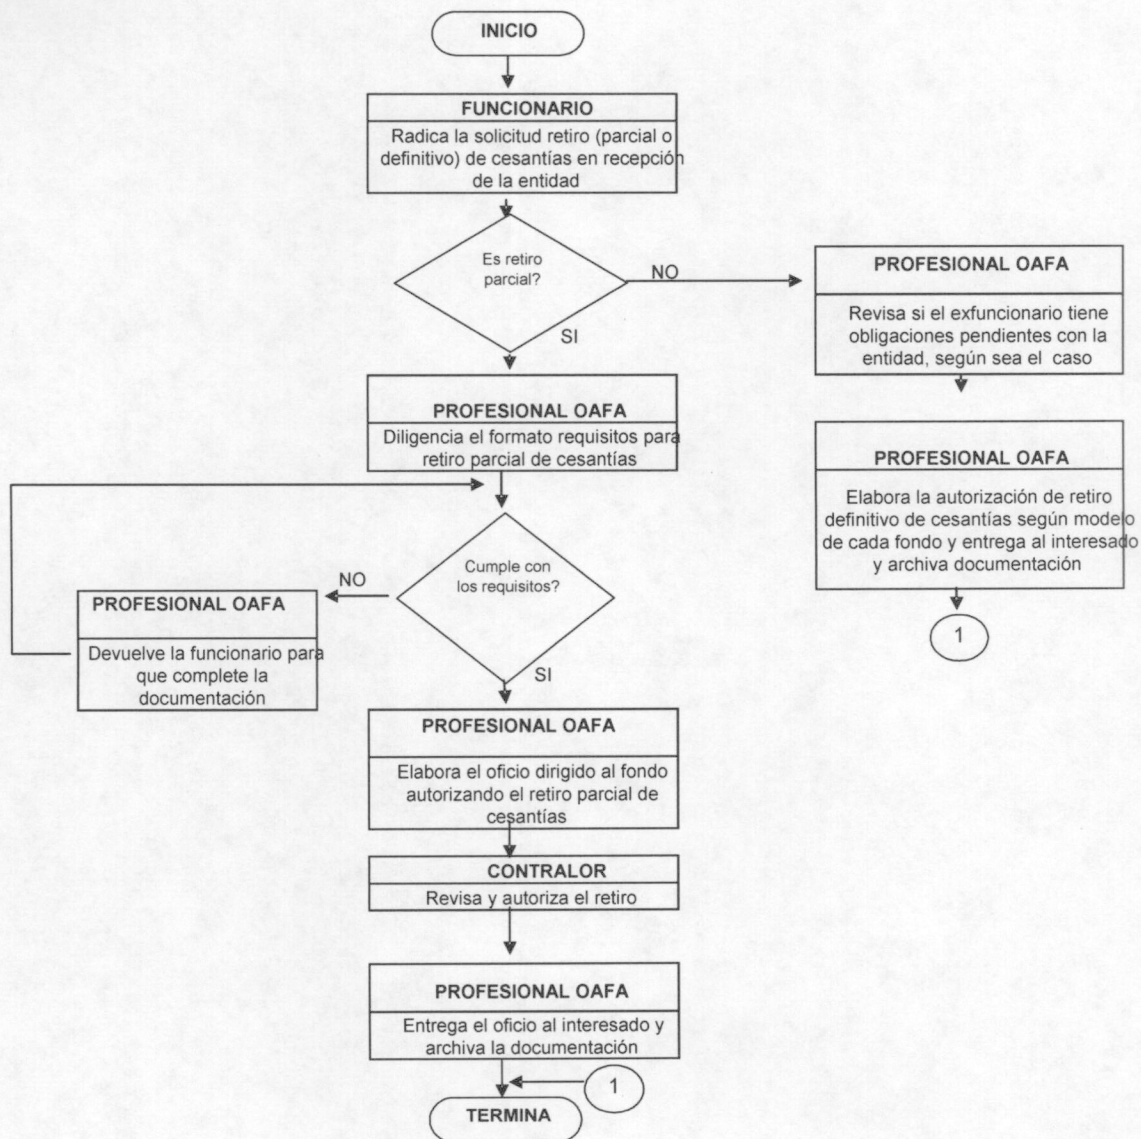 INICIO
FUNCIONARIO
Radica la solicitud retiro (parcial o
definitivo) de cesantías en recepción
de la entidad
Es retiro
parcial?
NO
SI
PROFESIONAL OAFA
Revisa si el exfuncionario tiene
obligaciones pendientes con la
entidad, según sea el caso
PROFESIONAL OAFA
Elabora la autorización de retiro
definitivo de cesantías según modelo
de cada fondo y entrega al interesado
y archiva documentación
1
PROFESIONAL OAFA
Diligencia el formato requisitos para
retiro parcial de cesantías
Cumple con
los requisitos?
NO
PROFESIONAL OAFA
Devuelve la funcionario para
que complete la
documentación
SI
PROFESIONAL OAFA
Elabora el oficio dirigido al fondo
autorizando el retiro parcial de
cesantías
CONTRALOR
Revisa y autoriza el retiro
PROFESIONAL OAFA
Entrega el oficio al interesado y
archiva la documentación
1
TERMINA